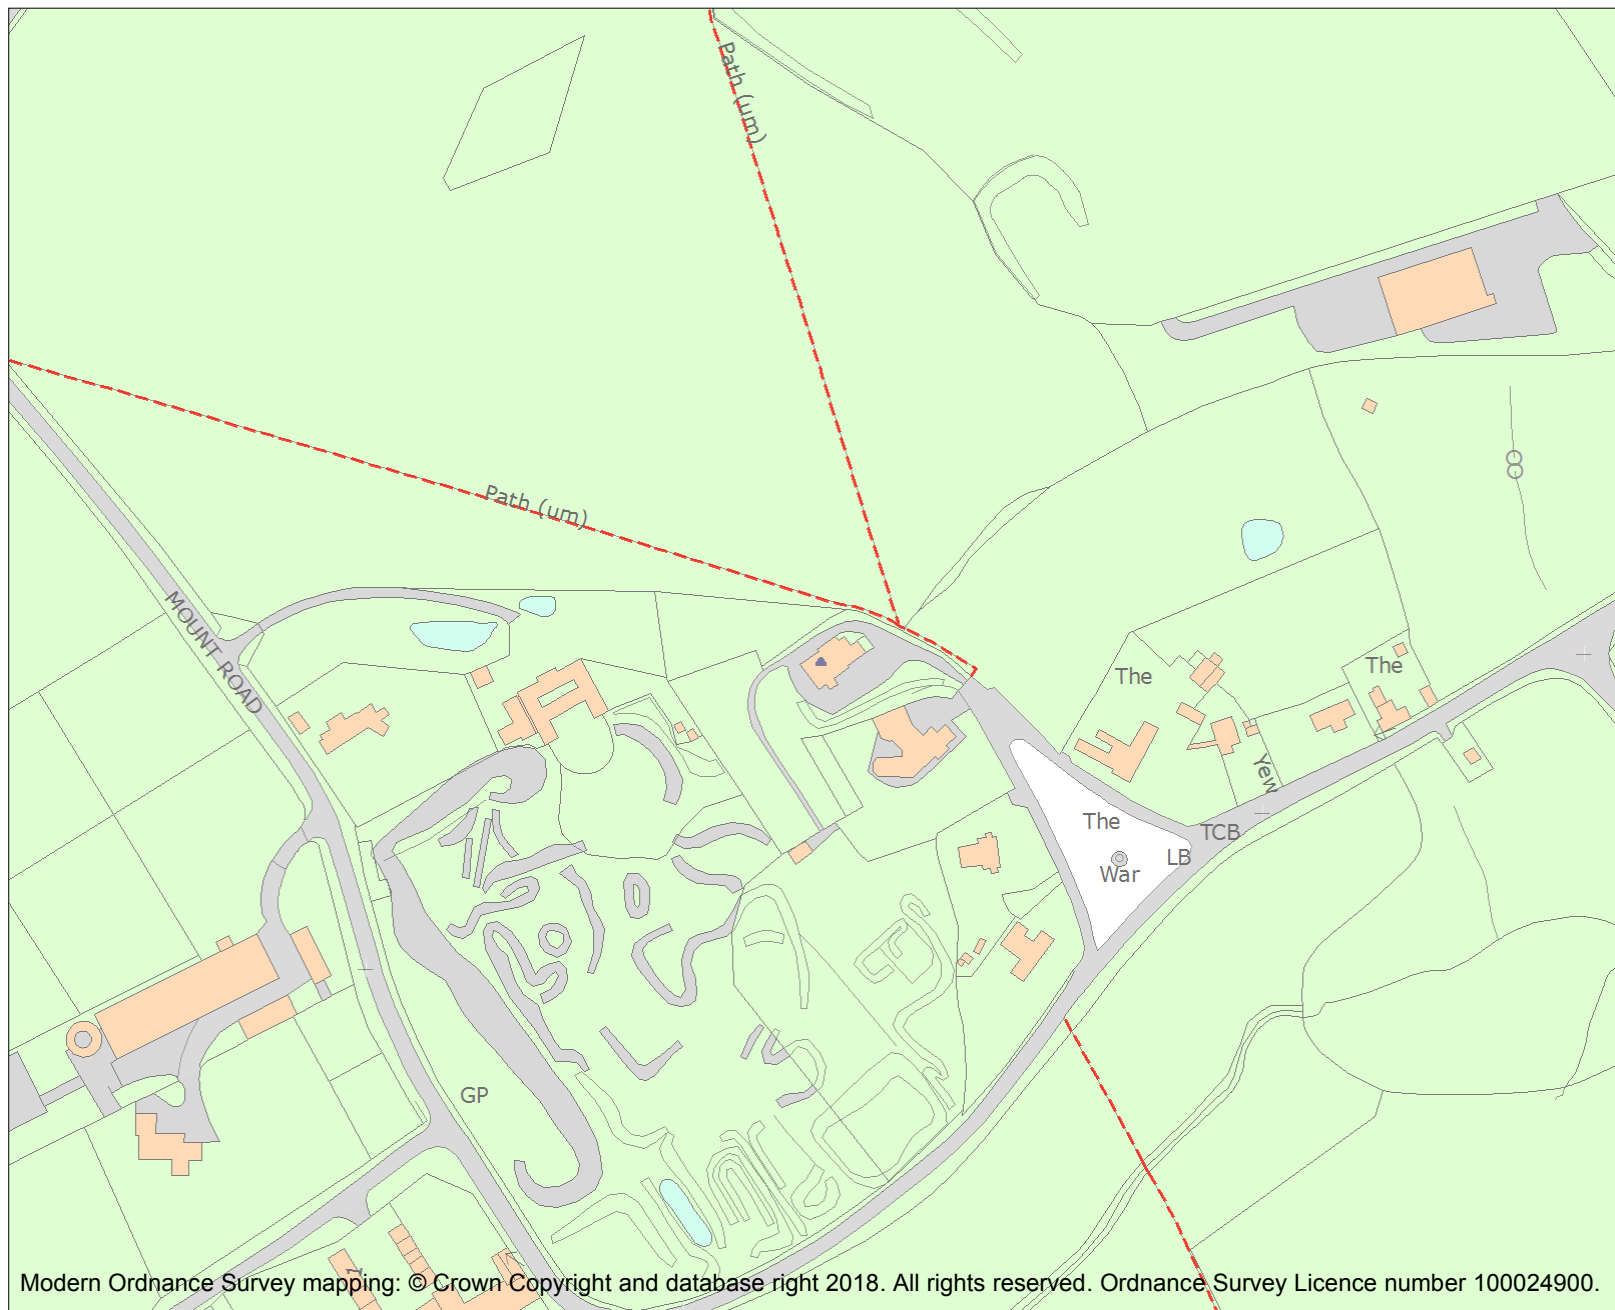 Path (um)
Path (um)
MOUNT ROAD
The
The
Yew
The
TCB
LB
War
GP
Modern Ordnance Survey mapping: © Crown Copyright and database right 2018. All rights reserved. Ordnance Survey Licence number 100024900.